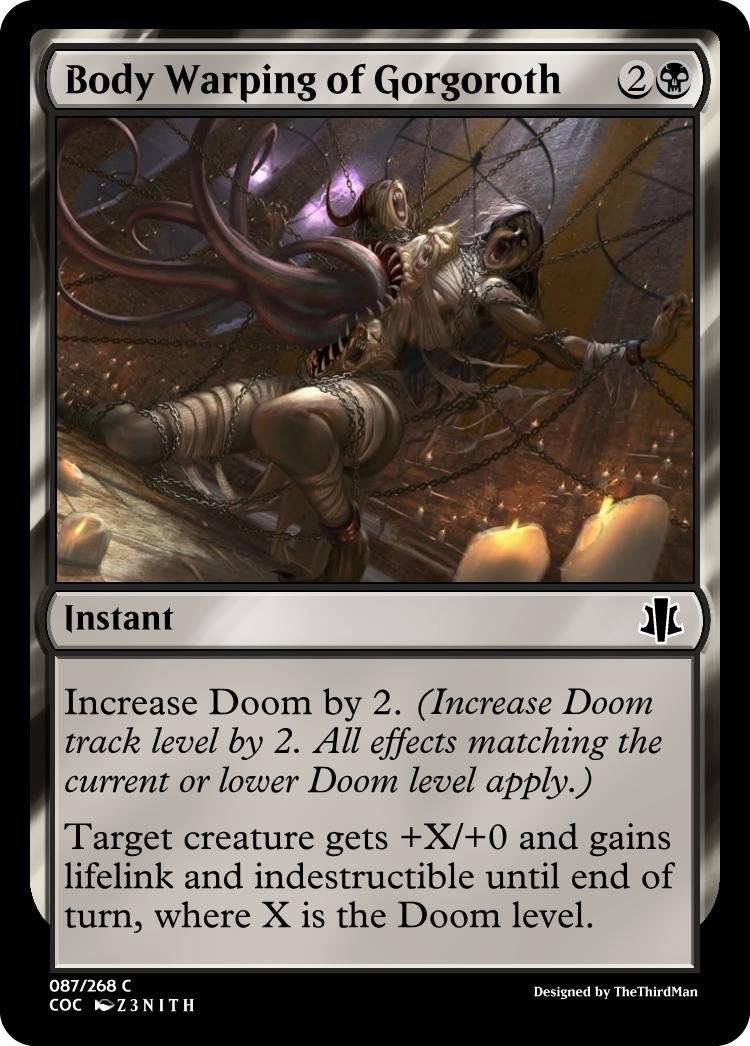 Body Warping of Gorgoroth 2
Instant
Increase Doom by 2. (Increase Doom
track level by 2. All effects matching the
current or lower Doom level apply.)
Target creature gets +X/+0 and gains
lifelink and indestructible until end of
turn, where X is the Doom level.
087/268 C
COC Z3NITH
Designed by TheThirdMan